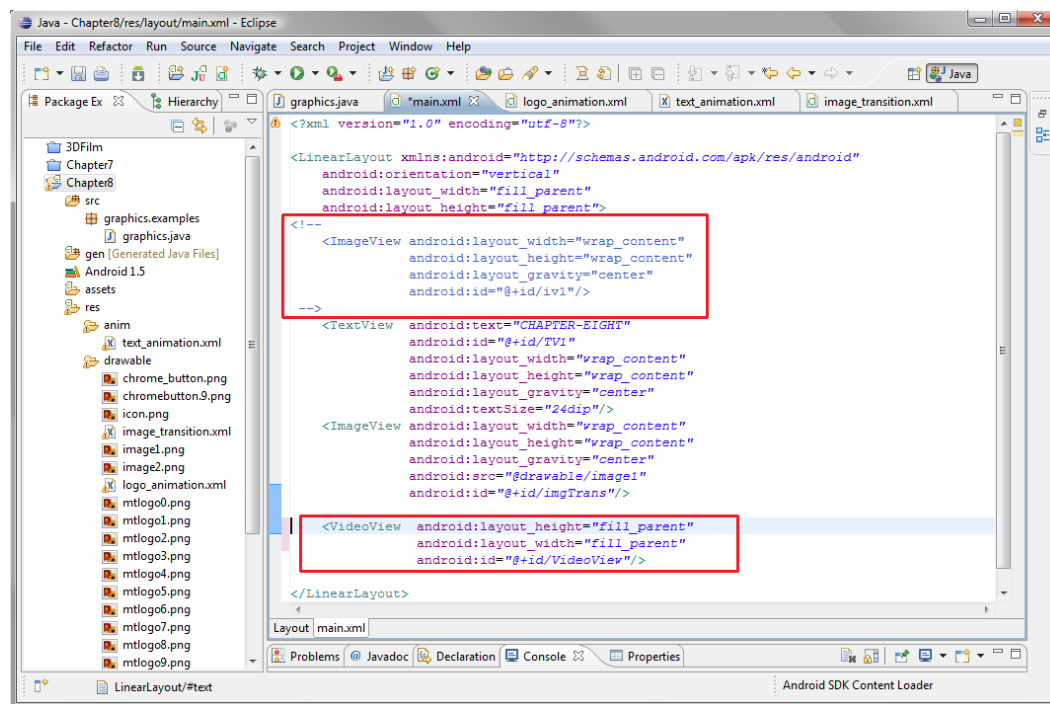 Java - Chapter8/res/layout/main.xml - Eclipse
File Edit Refactor Run Source Navigate Search Project Window Help
Java
Package Ex Hierarchy
graphics.java *main.xml logo_animation.xml text_animation.xml image_transition.xml
3DFilm
Chapter7
Chapter8
src
graphics.examples
graphics.java
gen [Generated Java Files]
Android 1.5
assets
res
anim
text_animation.xml
drawable
chrome_button.png
chromebutton.9.png
icon.png
image_transition.xml
image1.png
image2.png
logo_animation.xml
mtlogo0.png
mtlogo1.png
mtlogo2.png
mtlogo3.png
mtlogo4.png
mtlogo5.png
mtlogo6.png
mtlogo7.png
mtlogo8.png
mtlogo9.png
<?xml version="1.0" encoding="utf-8"?>
<LinearLayout xmlns:android="http://schemas.android.com/apk/res/android"
android:orientation="vertical"
android:layout_width="fill_parent"
android:layout_height="fill_parent">
<!--
<ImageView android:layout_width="wrap_content"
android:layout_height="wrap_content"
android:layout_gravity="center"
android:id="@+id/iv1"/>
-->
<TextView android:text="CHAPTER-EIGHT"
android:id="@+id/TV1"
android:layout_width="wrap_content"
android:layout_height="wrap_content"
android:layout_gravity="center"
android:textSize="24dip"/>
<ImageView android:layout_width="wrap_content"
android:layout_height="wrap_content"
android:layout_gravity="center"
android:src="@drawable/image1"
android:id="@+id/imgTrans"/>
<VideoView android:layout_height="fill_parent"
android:layout_width="fill_parent"
android:id="@+id/VideoView"/>
</LinearLayout>
Layout main.xml
Problems @ Javadoc Declaration Console Properties
LinearLayout/#text
Android SDK Content Loader